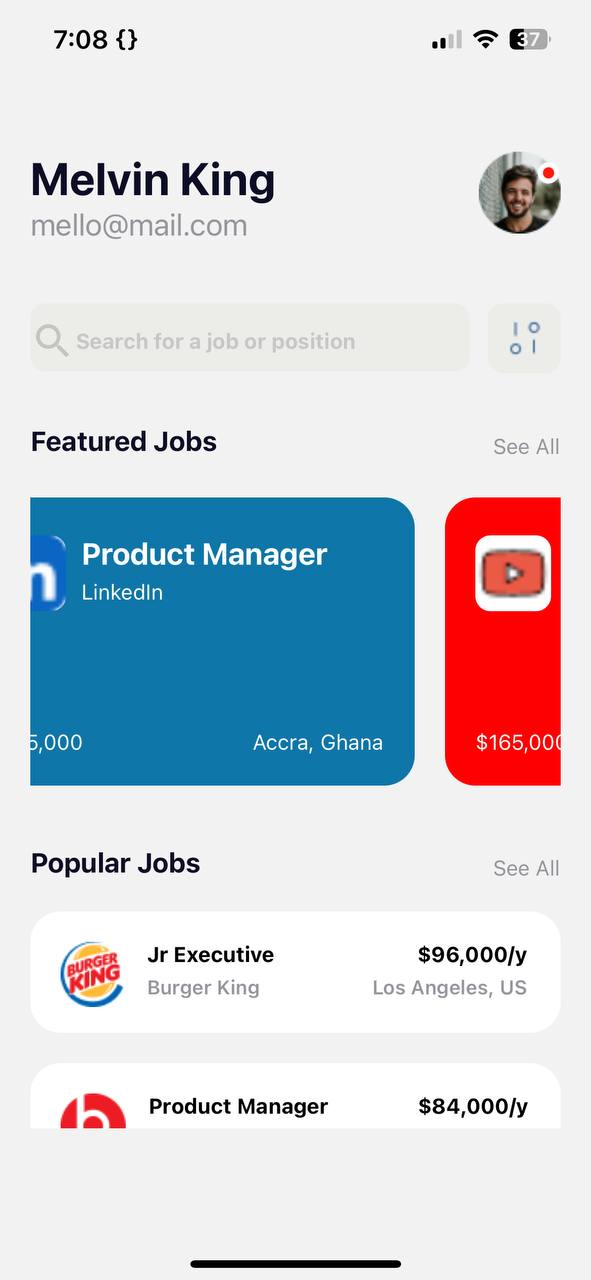 7:08 {}
37
Melvin King
mello@mail.com
Search for a job or position
Featured Jobs
See All
n
Product Manager
LinkedIn
5,000
Accra, Ghana
$165,000
Popular Jobs
See All
BURGER
KING
Jr Executive
$96,000/y
Burger King
Los Angeles, US
Product Manager
$84,000/y